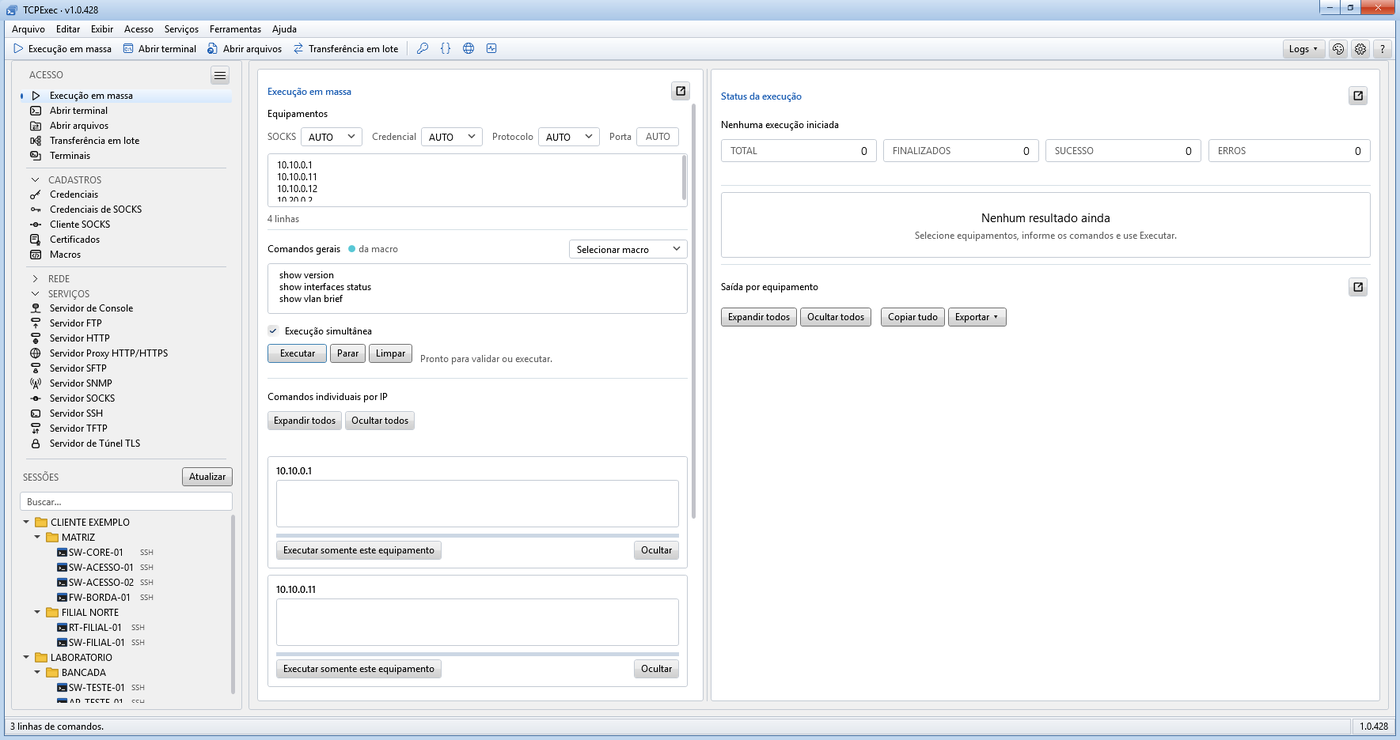 TCPExec · v1.0.428
Arquivo Editar Exibir Acesso Serviços Ferramentas Ajuda
Execução em massa Abrir terminal Abrir arquivos Transferência em lote Logs ?
ACESSO
Execução em massa
Abrir terminal
Abrir arquivos
Transferência em lote
Terminais
CADASTROS
Credenciais
Credenciais de SOCKS
Cliente SOCKS
Certificados
Macros
REDE
SERVIÇOS
Servidor de Console
Servidor FTP
Servidor HTTP
Servidor Proxy HTTP/HTTPS
Servidor SFTP
Servidor SNMP
Servidor SOCKS
Servidor SSH
Servidor TFTP
Servidor de Túnel TLS
SESSÕES Atualizar
Buscar...
CLIENTE EXEMPLO
MATRIZ
SW-CORE-01 SSH
SW-ACESSO-01 SSH
SW-ACESSO-02 SSH
FW-BORDA-01 SSH
FILIAL NORTE
RT-FILIAL-01 SSH
SW-FILIAL-01 SSH
LABORATORIO
BANCADA
SW-TESTE-01 SSH
AP-TESTE-01 SSH
Execução em massa
Equipamentos
SOCKS AUTO Credencial AUTO Protocolo AUTO Porta AUTO
10.10.0.1
10.10.0.11
10.10.0.12
10.20.0.2
4 linhas
Comandos gerais da macro Selecionar macro
show version
show interfaces status
show vlan brief
Execução simultânea
Executar Parar Limpar Pronto para validar ou executar.
Comandos individuais por IP
Expandir todos Ocultar todos
10.10.0.1
Executar somente este equipamento Ocultar
10.10.0.11
Executar somente este equipamento Ocultar
Status da execução
Nenhuma execução iniciada
TOTAL 0 FINALIZADOS 0 SUCESSO 0 ERROS 0
Nenhum resultado ainda
Selecione equipamentos, informe os comandos e use Executar.
Saída por equipamento
Expandir todos Ocultar todos Copiar tudo Exportar
3 linhas de comandos. 1.0.428